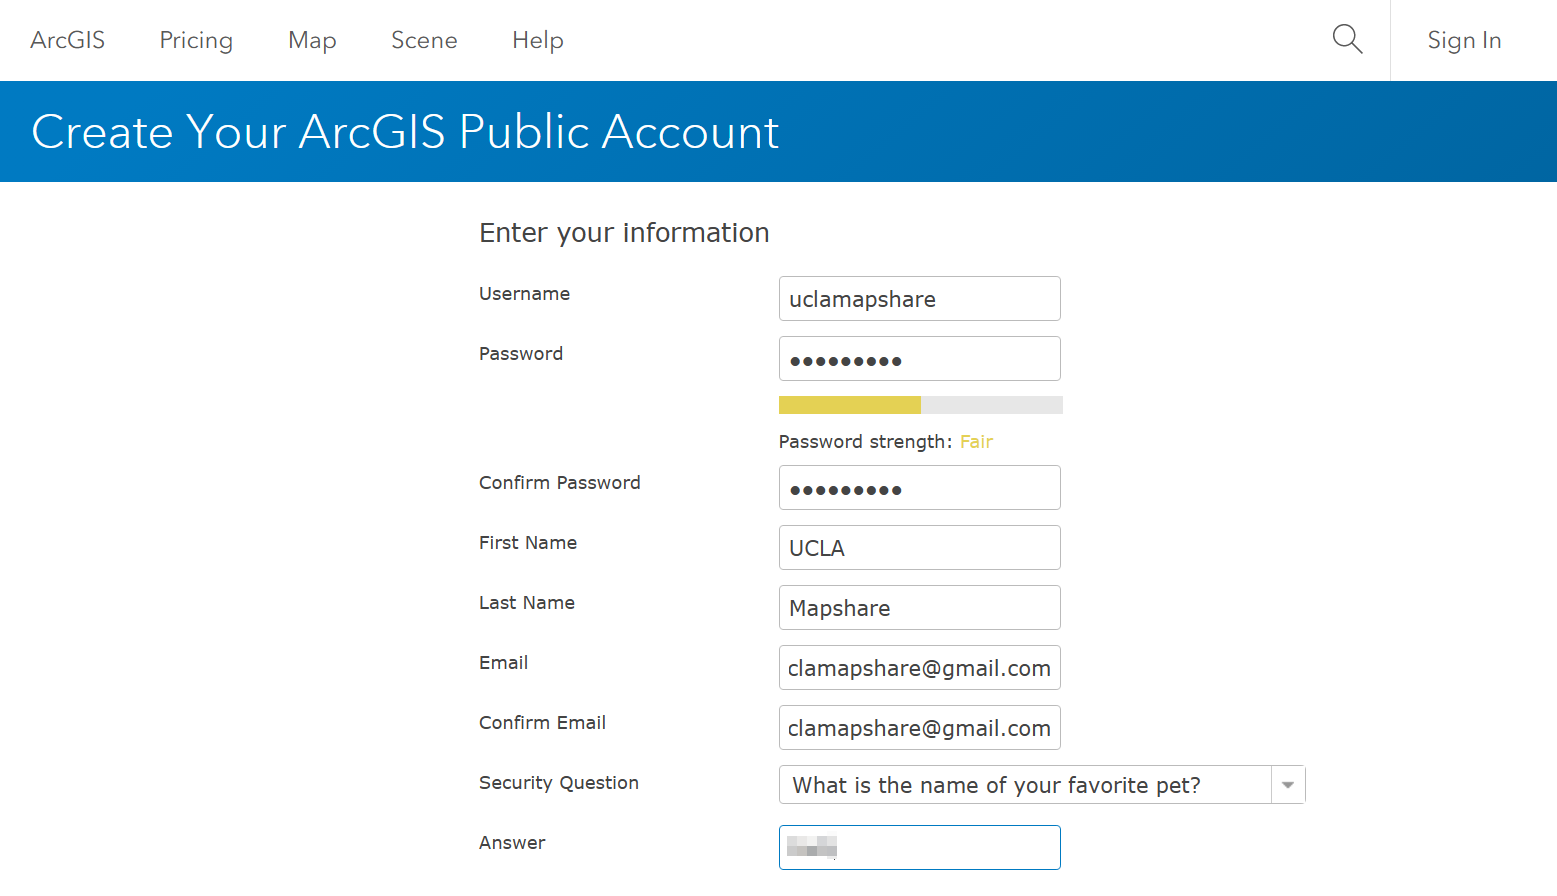 ArcGIS Pricing Map Scene Help Sign In
Create Your ArcGIS Public Account
Enter your information
Username uclamapshare
Password ●●●●●●●●●
Password strength: Fair
Confirm Password ●●●●●●●●●
First Name UCLA
Last Name Mapshare
Email clamapshare@gmail.com
Confirm Email clamapshare@gmail.com
Security Question What is the name of your favorite pet?
Answer